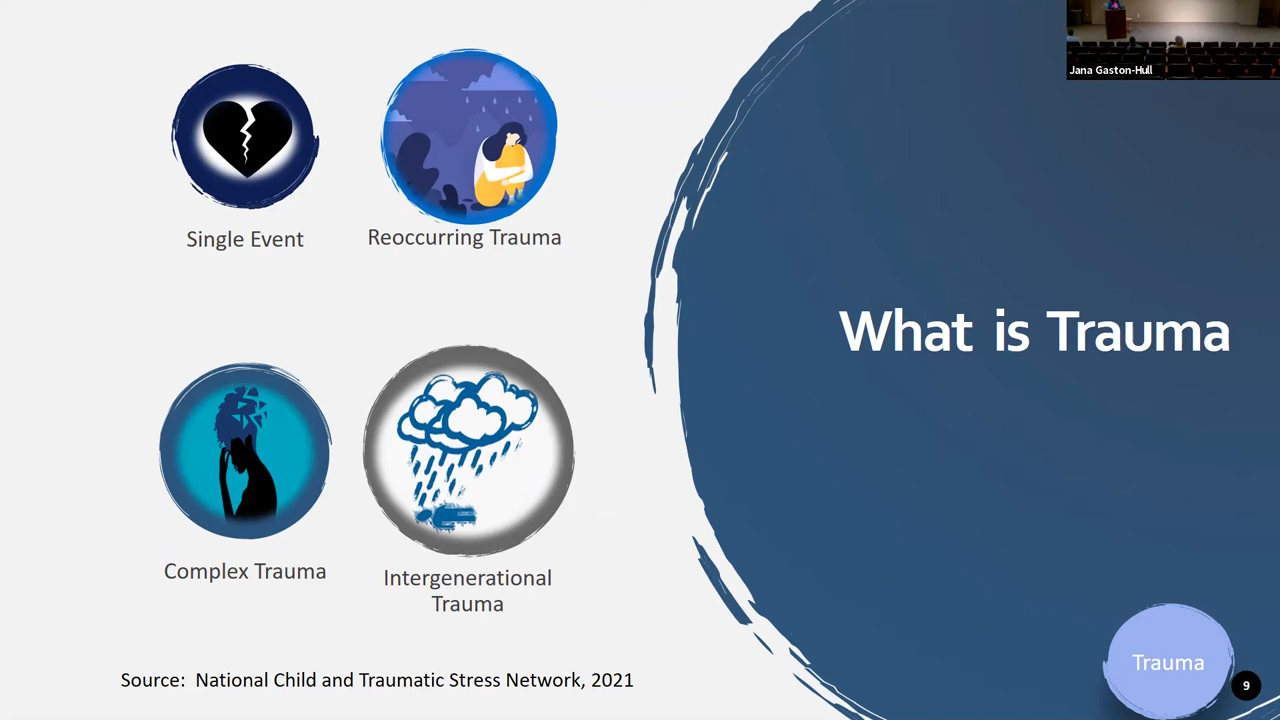 Jana Gaston-Hull
Single Event
Reoccurring Trauma
What is Trauma
Complex Trauma
Intergenerational
Trauma
Source:  National Child and Traumatic Stress Network, 2021
Trauma
9